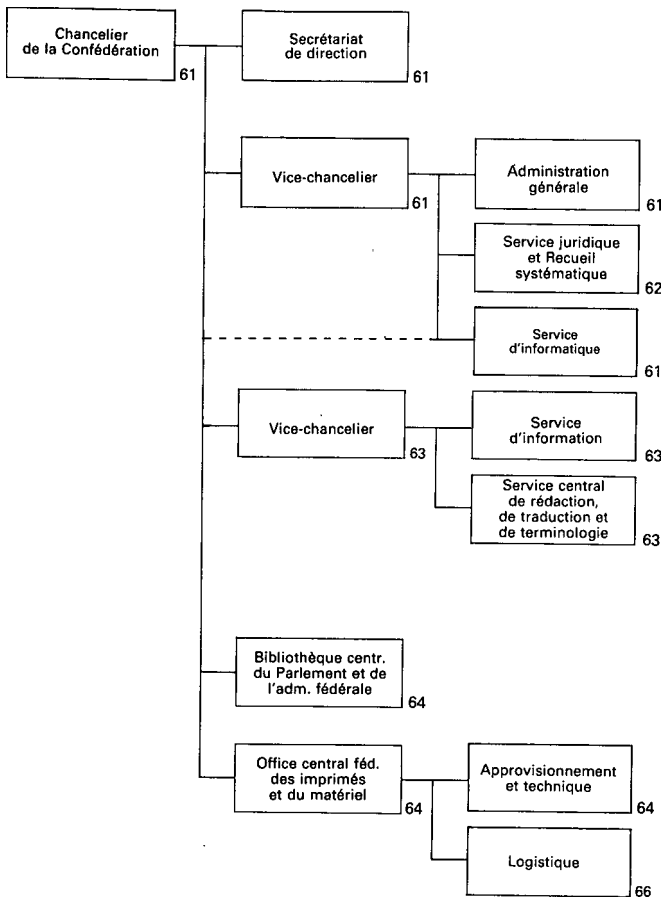 Chancelier
de la Confédération
61
Secrétariat
de direction
61
Vice-chancelier
61
Administration
générale
61
Service juridique
et Recueil
systématique
62
Service
d'informatique
61
Vice-chancelier
63
Service
d'information
63
Service central
de rédaction,
de traduction et
de terminologie
63
Bibliothèque centr.
du Parlement et de
l'adm. fédérale
64
Office central féd.
des imprimés
et du matériel
64
Approvisionnement
et technique
64
Logistique
66